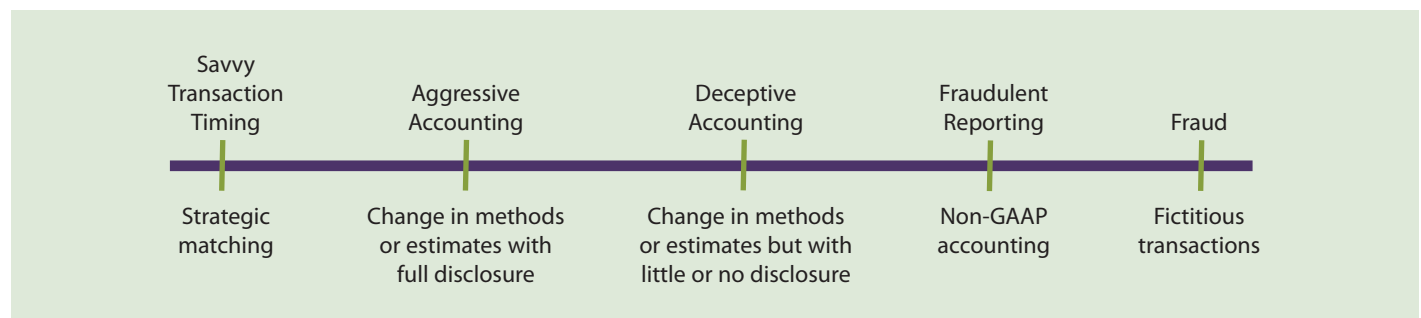 Savvy
Transaction
Timing
Aggressive
Accounting
Deceptive
Accounting
Fraudulent
Reporting
Fraud
Strategic
matching
Change in methods
or estimates with
full disclosure
Change in methods
or estimates but with
little or no disclosure
Non-GAAP
accounting
Fictitious
transactions